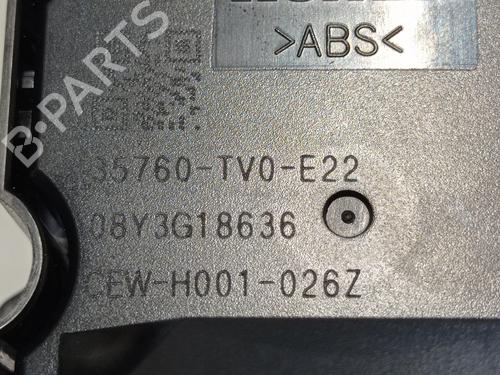 >ABS<
35760-TV0-E22
08Y3G18636
CEW-H001-026Z
B-PARTS